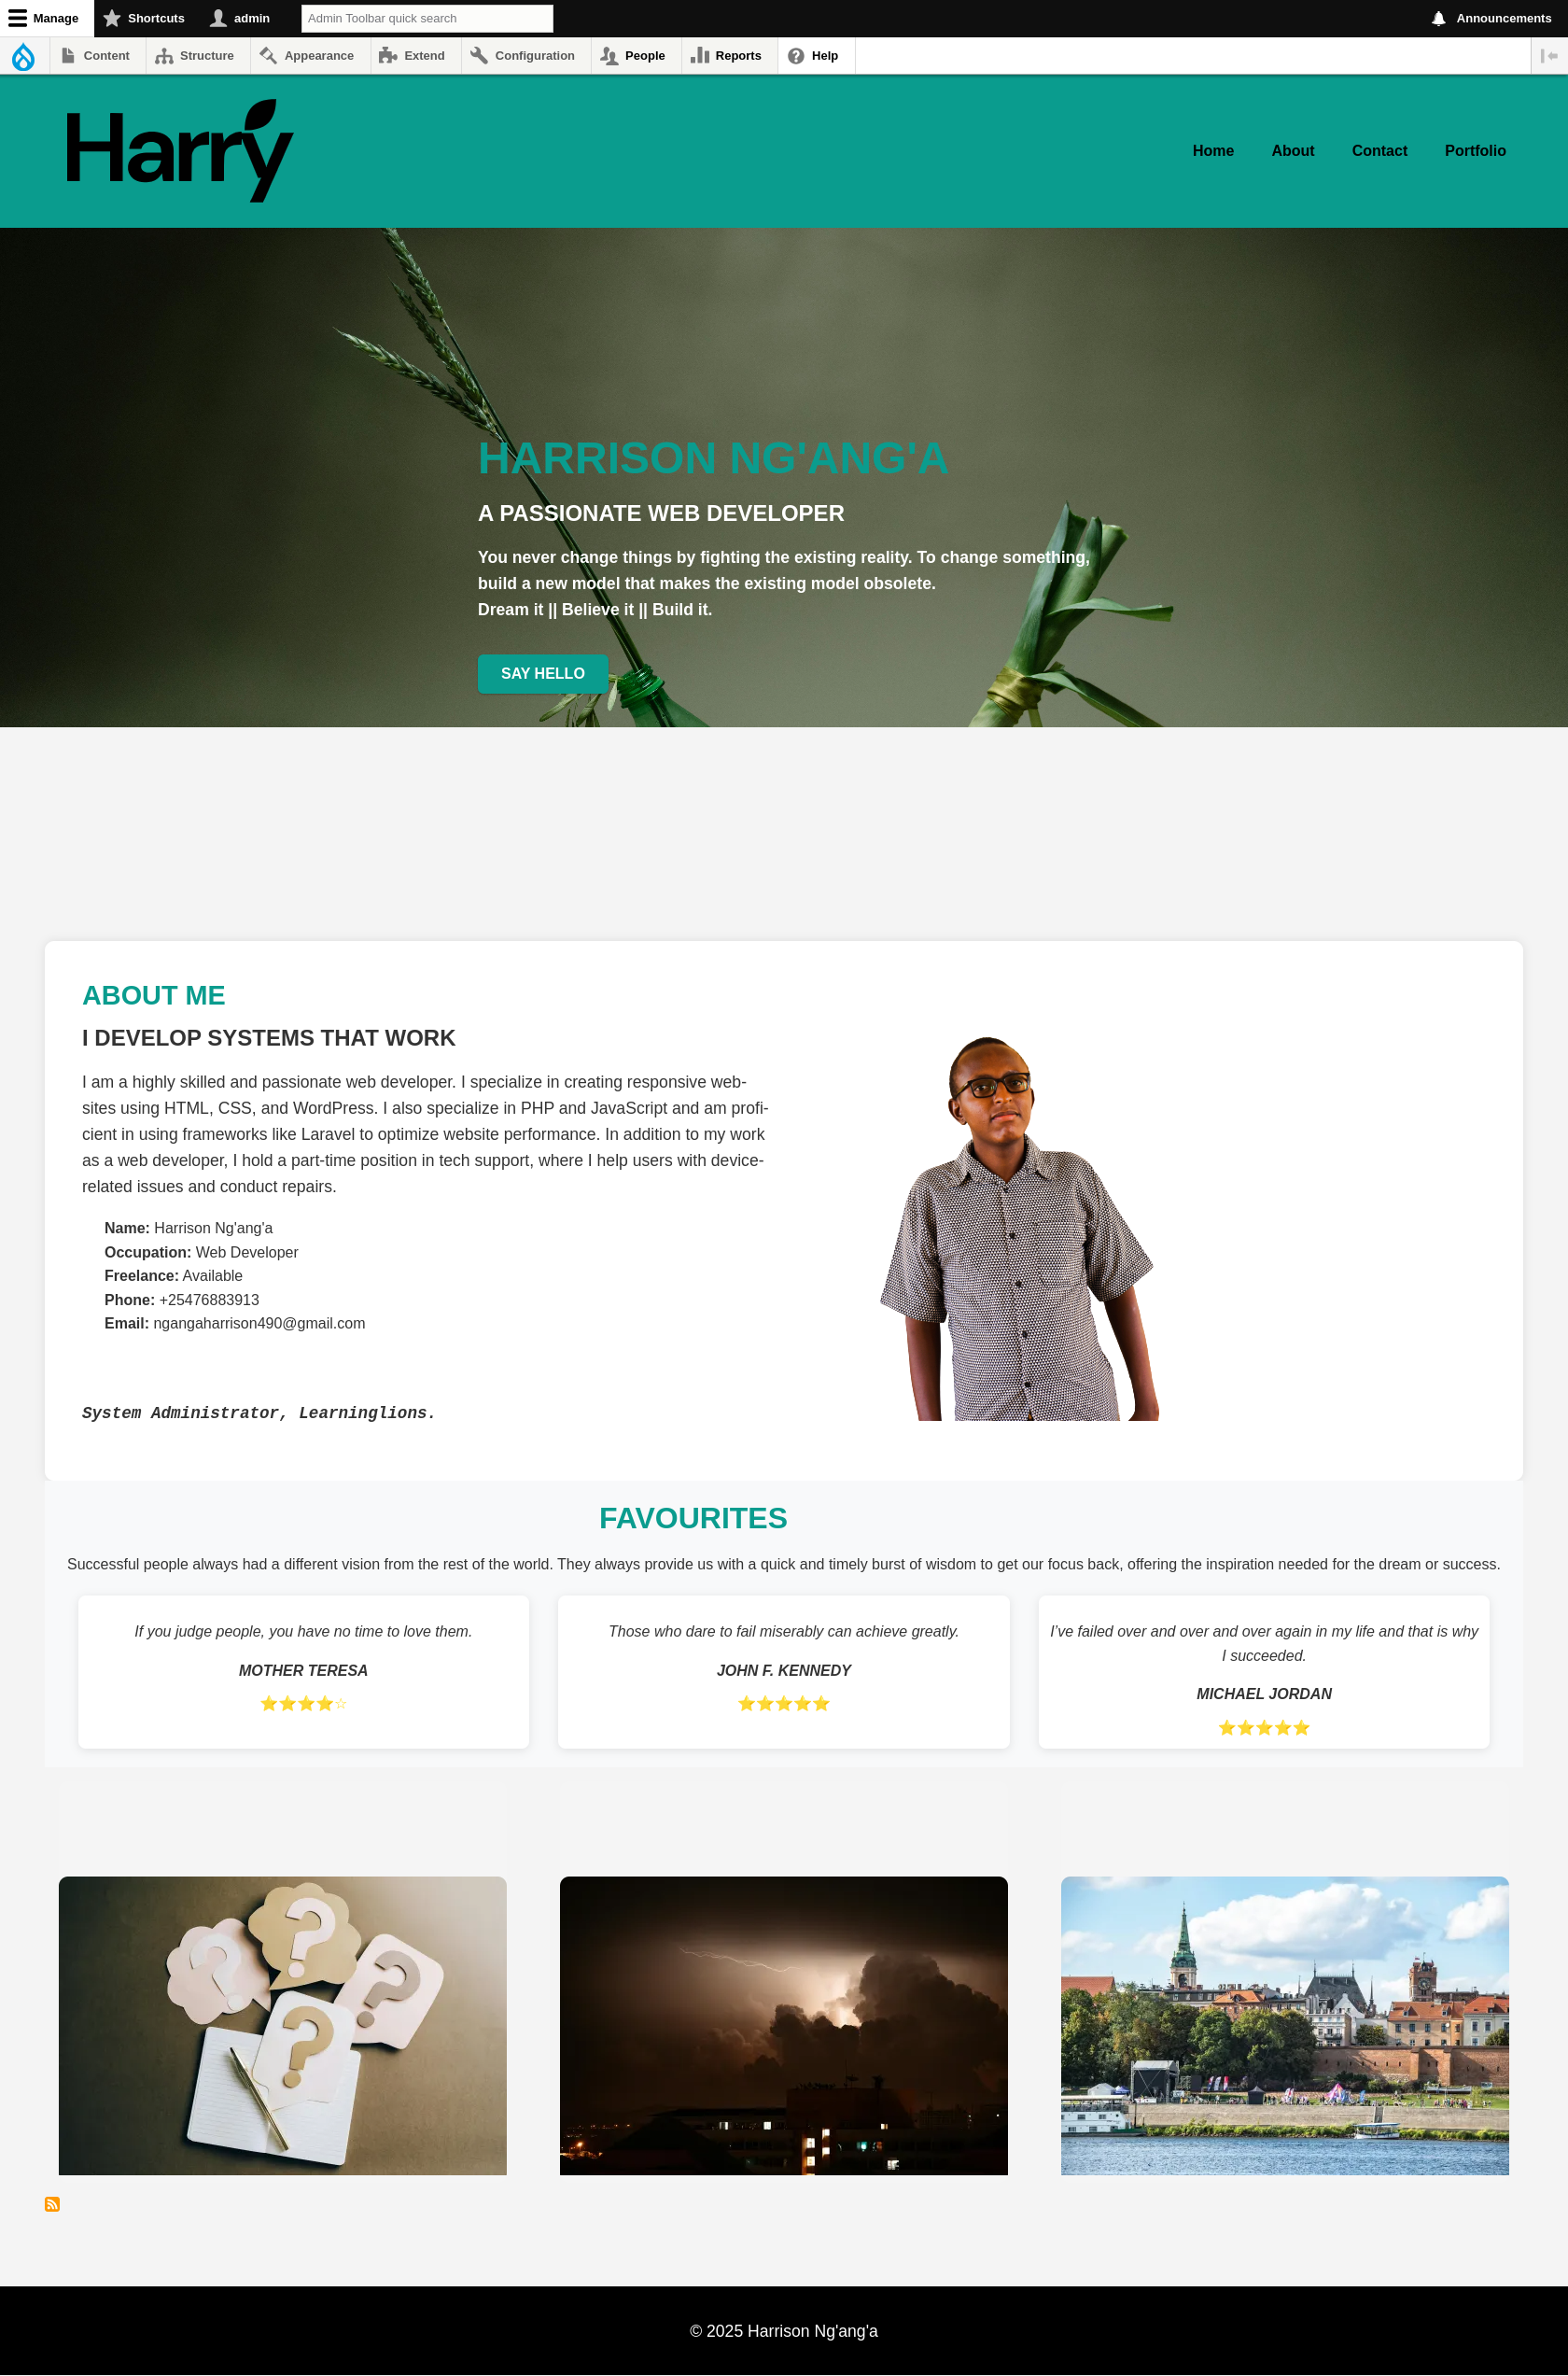 Manage Shortcuts admin Admin Toolbar quick search Announcements
Content Structure Appearance Extend Configuration People Reports Help
Harry
Home About Contact Portfolio
HARRISON NG'ANG'A
A PASSIONATE WEB DEVELOPER
You never change things by fighting the existing reality. To change something,
build a new model that makes the existing model obsolete.
Dream it || Believe it || Build it.
SAY HELLO
ABOUT ME
I DEVELOP SYSTEMS THAT WORK
I am a highly skilled and passionate web developer. I specialize in creating responsive web-
sites using HTML, CSS, and WordPress. I also specialize in PHP and JavaScript and am profi-
cient in using frameworks like Laravel to optimize website performance. In addition to my work
as a web developer, I hold a part-time position in tech support, where I help users with device-
related issues and conduct repairs.
Name: Harrison Ng'ang'a
Occupation: Web Developer
Freelance: Available
Phone: +25476883913
Email: ngangaharrison490@gmail.com
System Administrator, Learninglions.
FAVOURITES
Successful people always had a different vision from the rest of the world. They always provide us with a quick and timely burst of wisdom to get our focus back, offering the inspiration needed for the dream or success.
If you judge people, you have no time to love them.
MOTHER TERESA
⭐⭐⭐⭐☆
Those who dare to fail miserably can achieve greatly.
JOHN F. KENNEDY
⭐⭐⭐⭐⭐
I’ve failed over and over and over again in my life and that is why
I succeeded.
MICHAEL JORDAN
⭐⭐⭐⭐⭐
© 2025 Harrison Ng'ang'a